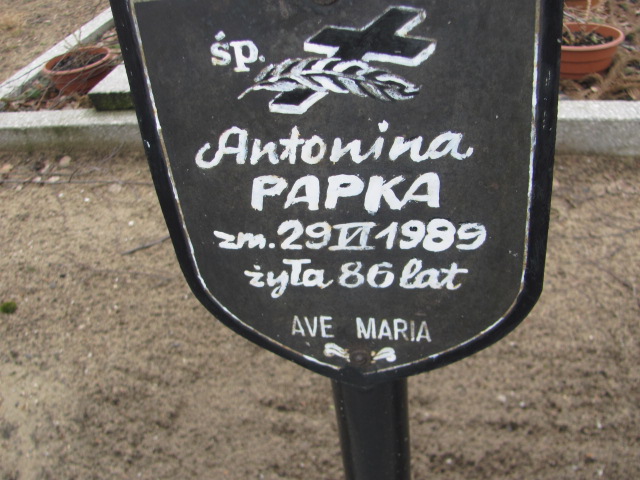 śp.
Antonina
PAPKA
zm. 29 VI 1989
żyła 86 lat
AVE MARIA